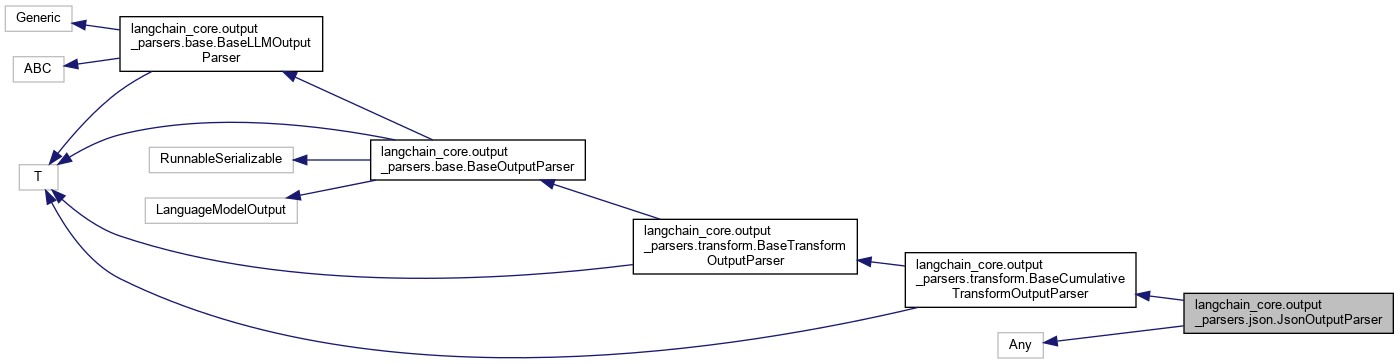 Generic
langchain_core.output
_parsers.base.BaseLLMOutput
Parser
ABC
langchain_core.output
_parsers.base.BaseOutputParser
RunnableSerializable
T
LanguageModelOutput
langchain_core.output
_parsers.transform.BaseTransform
OutputParser
langchain_core.output
_parsers.transform.BaseCumulative
TransformOutputParser
langchain_core.output
_parsers.json.JsonOutputParser
Any